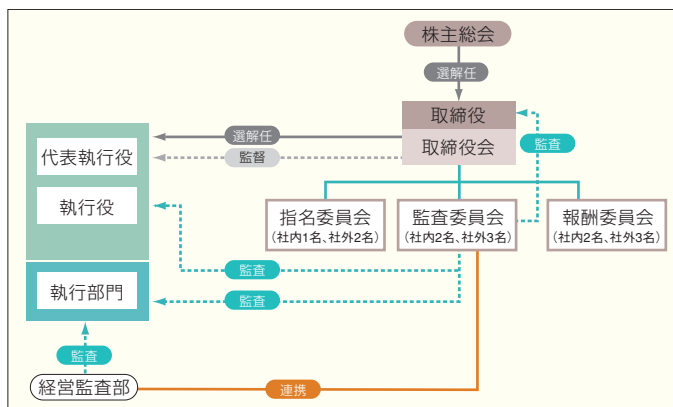 株主総会
選解任
取締役
取締役会
選解任
監督
監査
代表執行役
執行役
執行部門
指名委員会
（社内1名、社外2名）
監査委員会
（社内2名、社外3名）
報酬委員会
（社内2名、社外3名）
監査
監査
監査
経営監査部
連携